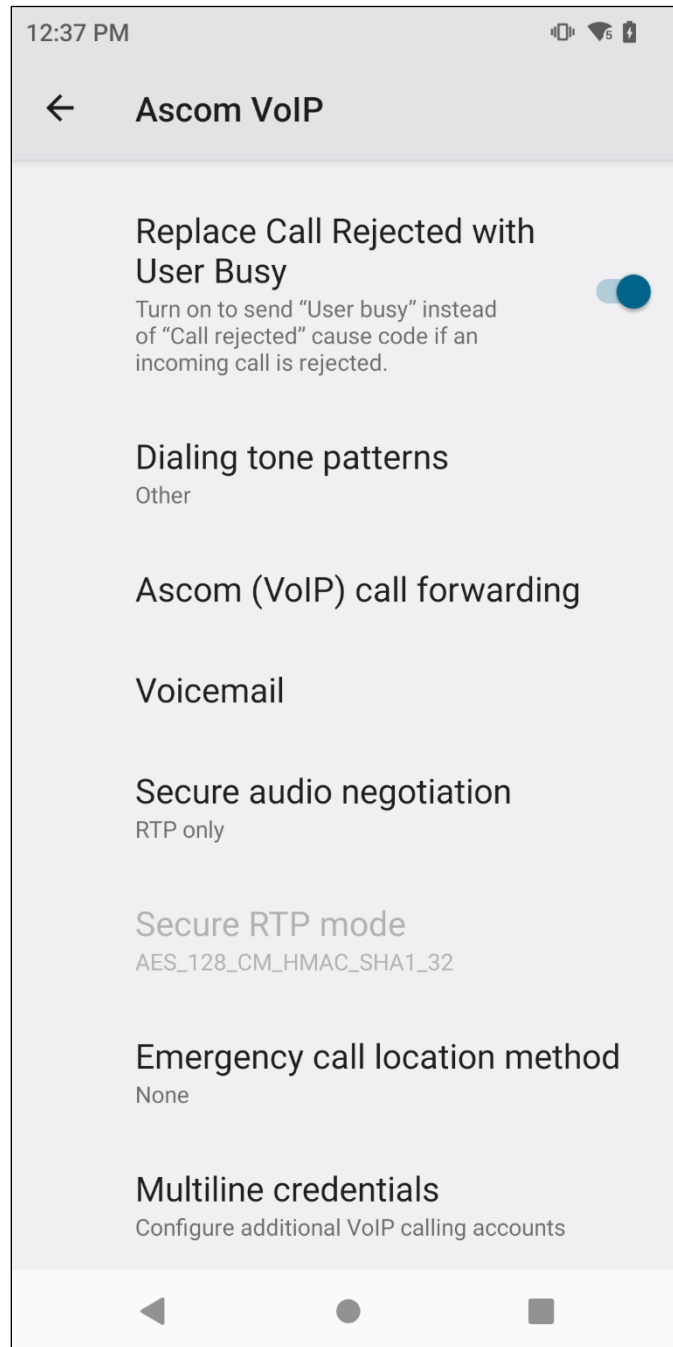 12:37 PM
5
Ascom VoIP
Replace Call Rejected with
User Busy
Turn on to send “User busy” instead
of “Call rejected” cause code if an
incoming call is rejected.
Dialing tone patterns
Other
Ascom (VoIP) call forwarding
Voicemail
Secure audio negotiation
RTP only
Secure RTP mode
AES_128_CM_HMAC_SHA1_32
Emergency call location method
None
Multiline credentials
Configure additional VoIP calling accounts